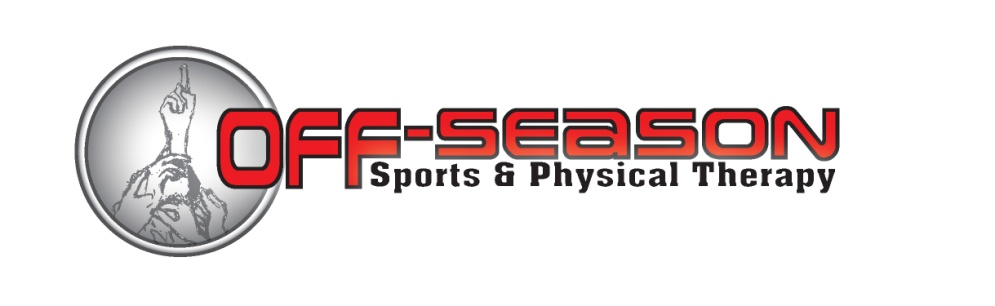 OFF-SEASON
Sports & Physical Therapy